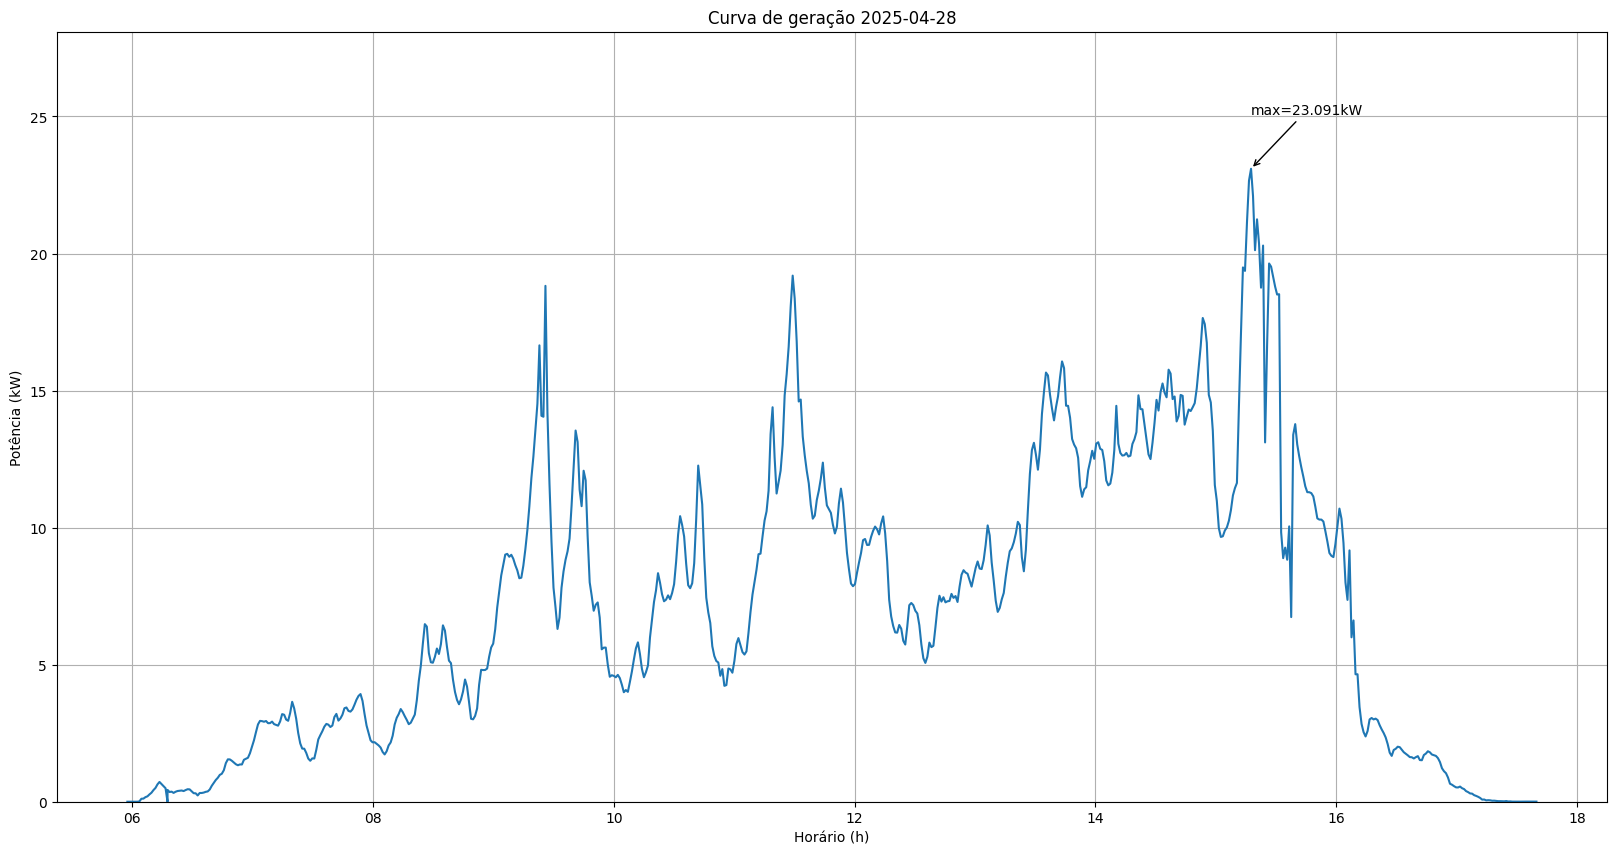 Curva de geração 2025-04-28
max=23.091kW
Potência (kW)
25
20
15
10
5
0
06 08 10 12 14 16 18
Horário (h)